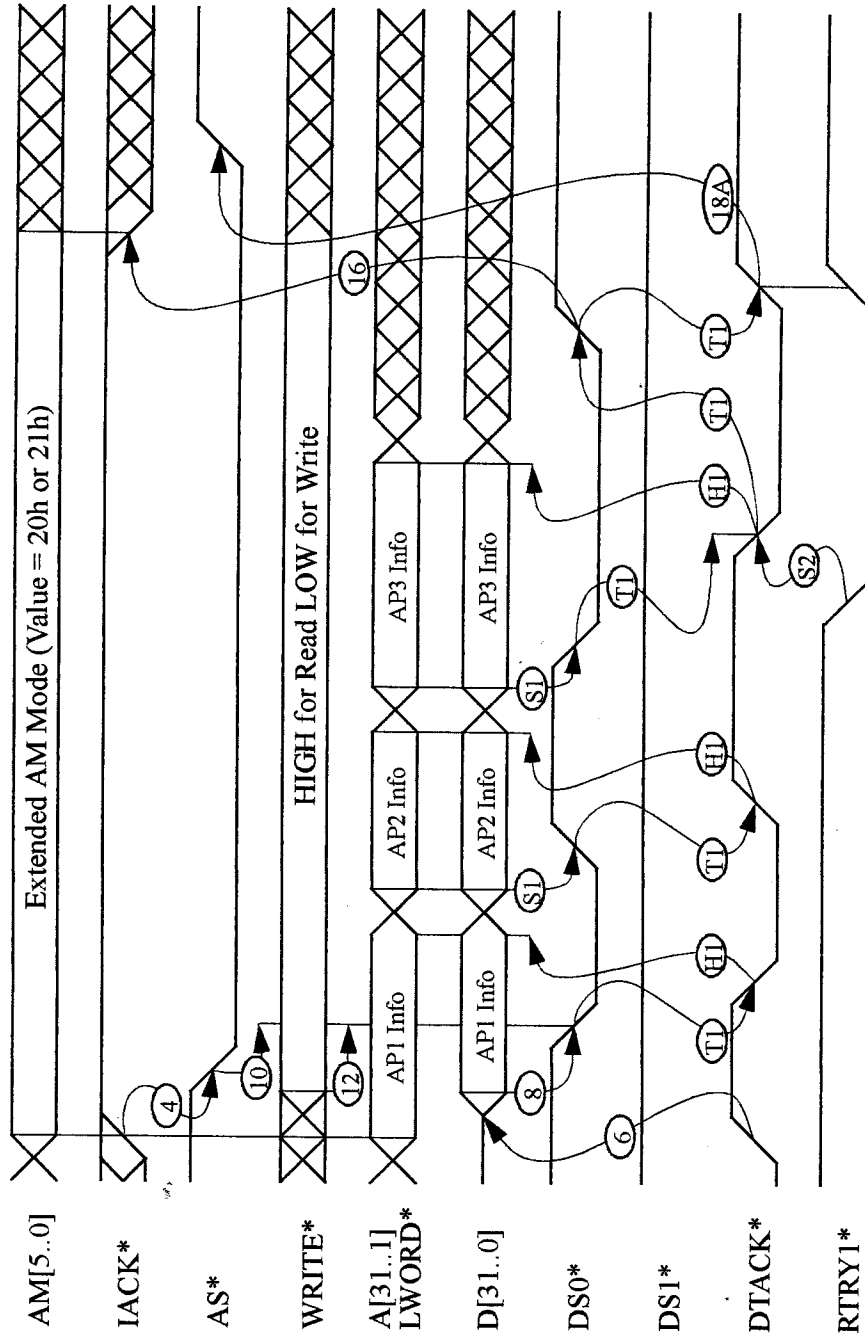 AM[5..0]
Extended AM Mode (Value = 20h or 21h)
IACK*
4
16
AS*
10
WRITE*
HIGH for Read LOW for Write
12
A[31..1]
LWORD*
AP1 Info
AP2 Info
AP3 Info
D[31..0]
AP1 Info
AP2 Info
AP3 Info
8
S1
S1
DS0*
6
T1
DS1*
T1
H1
T1
H1
H1
T1
T1
18A
DTACK*
S2
RTRY1*